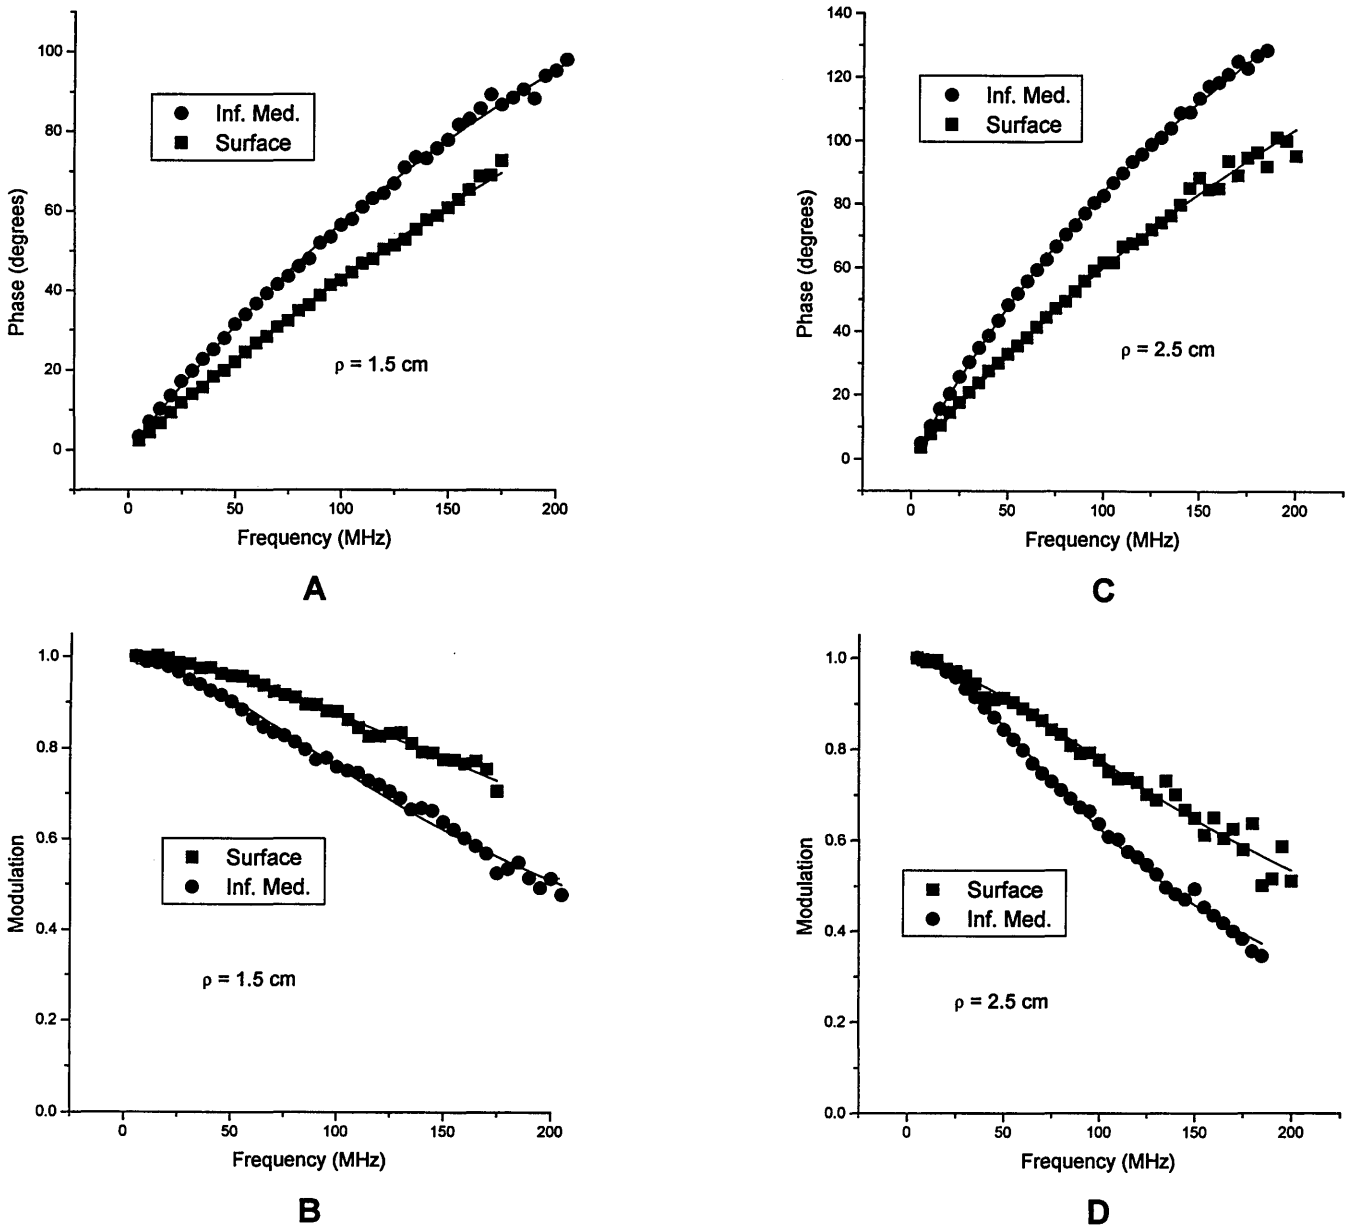 100
80
60
40
20
0
Phase (degrees)
Inf. Med.
Surface
ρ = 1.5 cm
0 50 100 150 200
Frequency (MHz)
A
140
120
100
80
60
40
20
0
Phase (degrees)
Inf. Med.
Surface
ρ = 2.5 cm
0 50 100 150 200
Frequency (MHz)
C
1.0
0.8
0.6
0.4
0.2
0.0
Modulation
Surface
Inf. Med.
ρ = 1.5 cm
0 50 100 150 200
Frequency (MHz)
B
1.0
0.8
0.6
0.4
0.2
0.0
Modulation
Surface
Inf. Med.
ρ = 2.5 cm
0 50 100 150 200
Frequency (MHz)
D